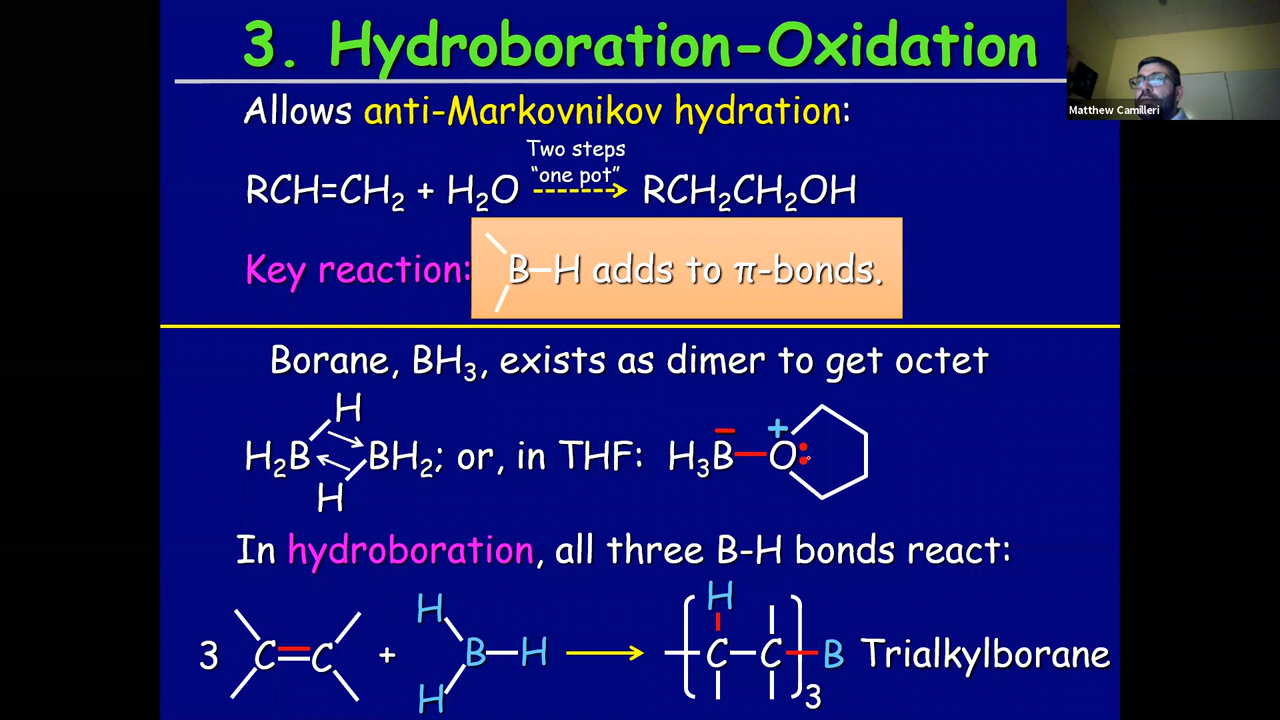 3. Hydroboration-Oxidation
Matthew Camilleri
Allows anti-Markovnikov hydration:
Two steps
“one pot”
RCH=CH₂ + H₂O RCH₂CH₂OH
Key reaction: B–H adds to π-bonds.
Borane, BH₃, exists as dimer to get octet
H
H₂B BH₂; or, in THF: H₃B–O:
− +
H
In hydroboration, all three B-H bonds react:
H H
3 C=C + B–H → [C–C]₃–B Trialkylborane
H